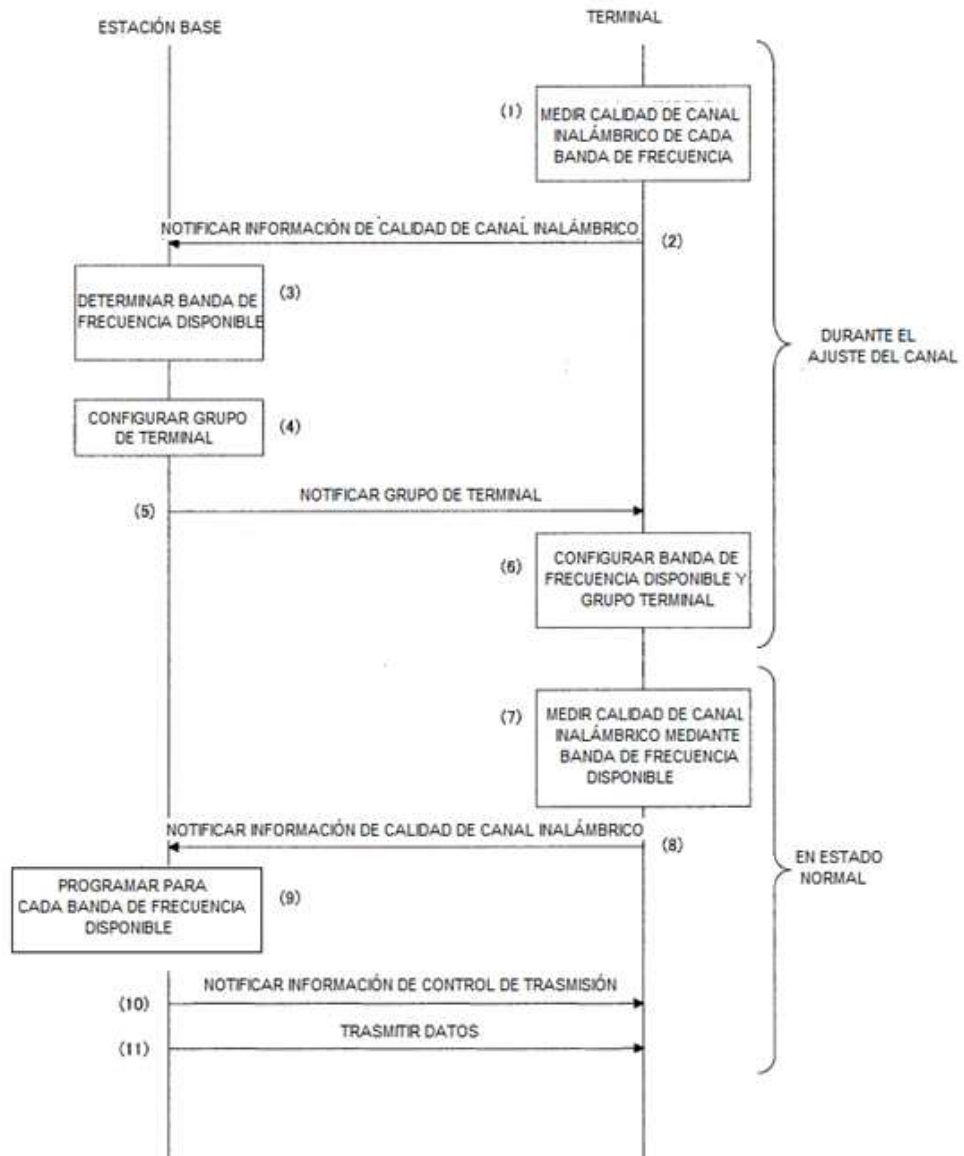 ESTACIÓN BASE
TERMINAL
(1)
MEDIR CALIDAD DE CANAL
INALÁMBRICO DE CADA
BANDA DE FRECUENCIA
NOTIFICAR INFORMACIÓN DE CALIDAD DE CANAL INALÁMBRICO
(2)
DETERMINAR BANDA DE
FRECUENCIA DISPONIBLE
(3)
DURANTE EL
AJUSTE DEL CANAL
CONFIGURAR GRUPO
DE TERMINAL
(4)
NOTIFICAR GRUPO DE TERMINAL
(5)
(6)
CONFIGURAR BANDA DE
FRECUENCIA DISPONIBLE Y
GRUPO TERMINAL
(7)
MEDIR CALIDAD DE CANAL
INALÁMBRICO MEDIANTE
BANDA DE FRECUENCIA
DISPONIBLE
NOTIFICAR INFORMACIÓN DE CALIDAD DE CANAL INALÁMBRICO
(8)
EN ESTADO
NORMAL
PROGRAMAR PARA
CADA BANDA DE FRECUENCIA
DISPONIBLE
(9)
NOTIFICAR INFORMACIÓN DE CONTROL DE TRASMISIÓN
(10)
TRASMITIR DATOS
(11)